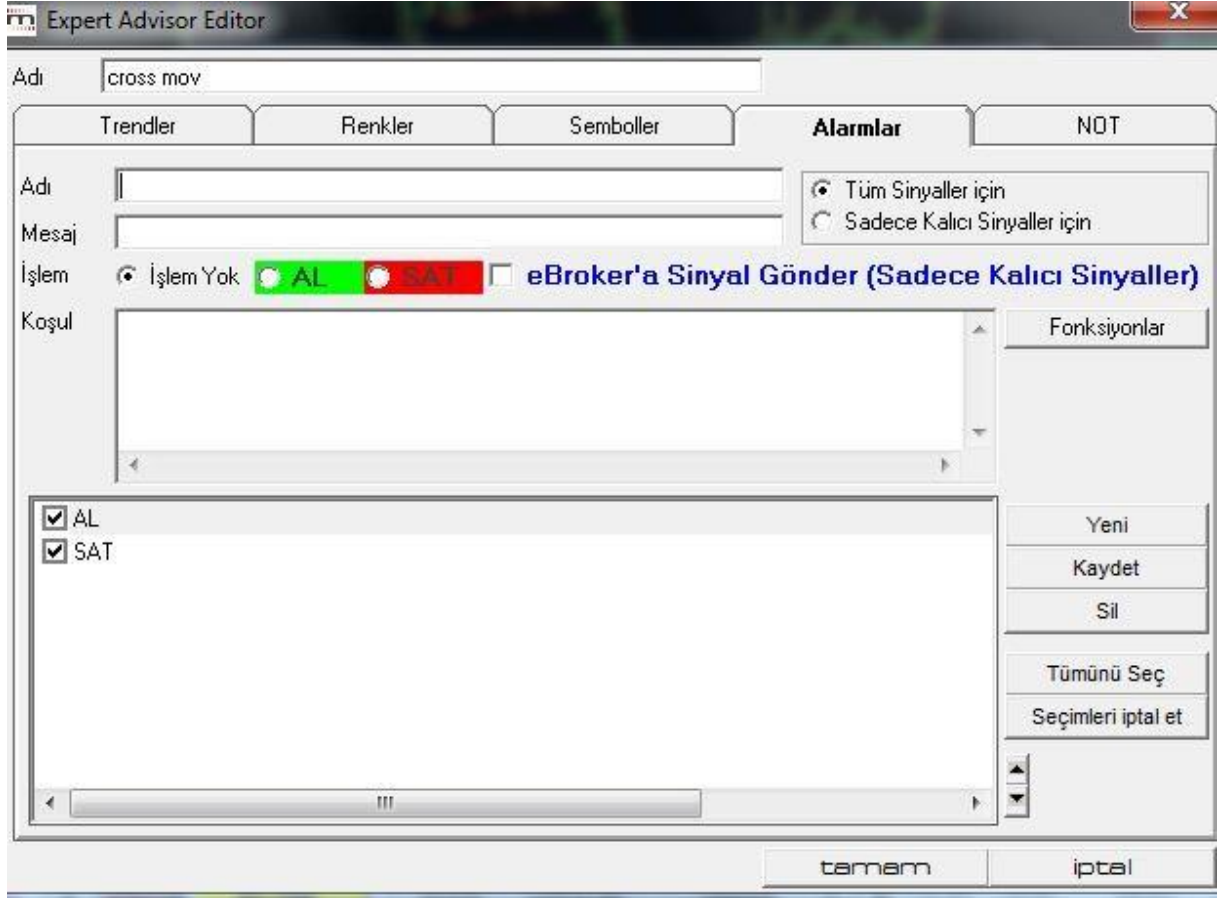 Expert Advisor Editor
Adı cross mov
Trendler Renkler Semboller Alarmlar NOT
Adı
Tüm Sinyaller için
Mesaj
Sadece Kalıcı Sinyaller için
İşlem İşlem Yok AL SAT eBroker'a Sinyal Gönder (Sadece Kalıcı Sinyaller)
Koşul
Fonksiyonlar
AL
SAT
Yeni
Kaydet
Sil
Tümünü Seç
Seçimleri iptal et
tamam iptal